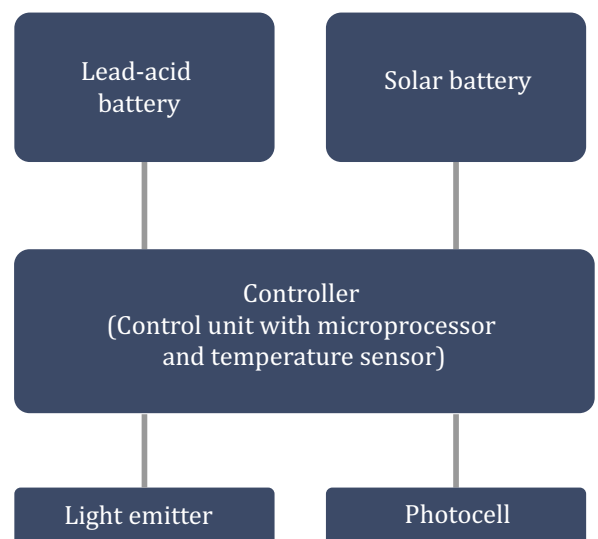 Lead-acid
battery
Solar battery
Controller
(Control unit with microprocessor
and temperature sensor)
Light emitter
Photocell